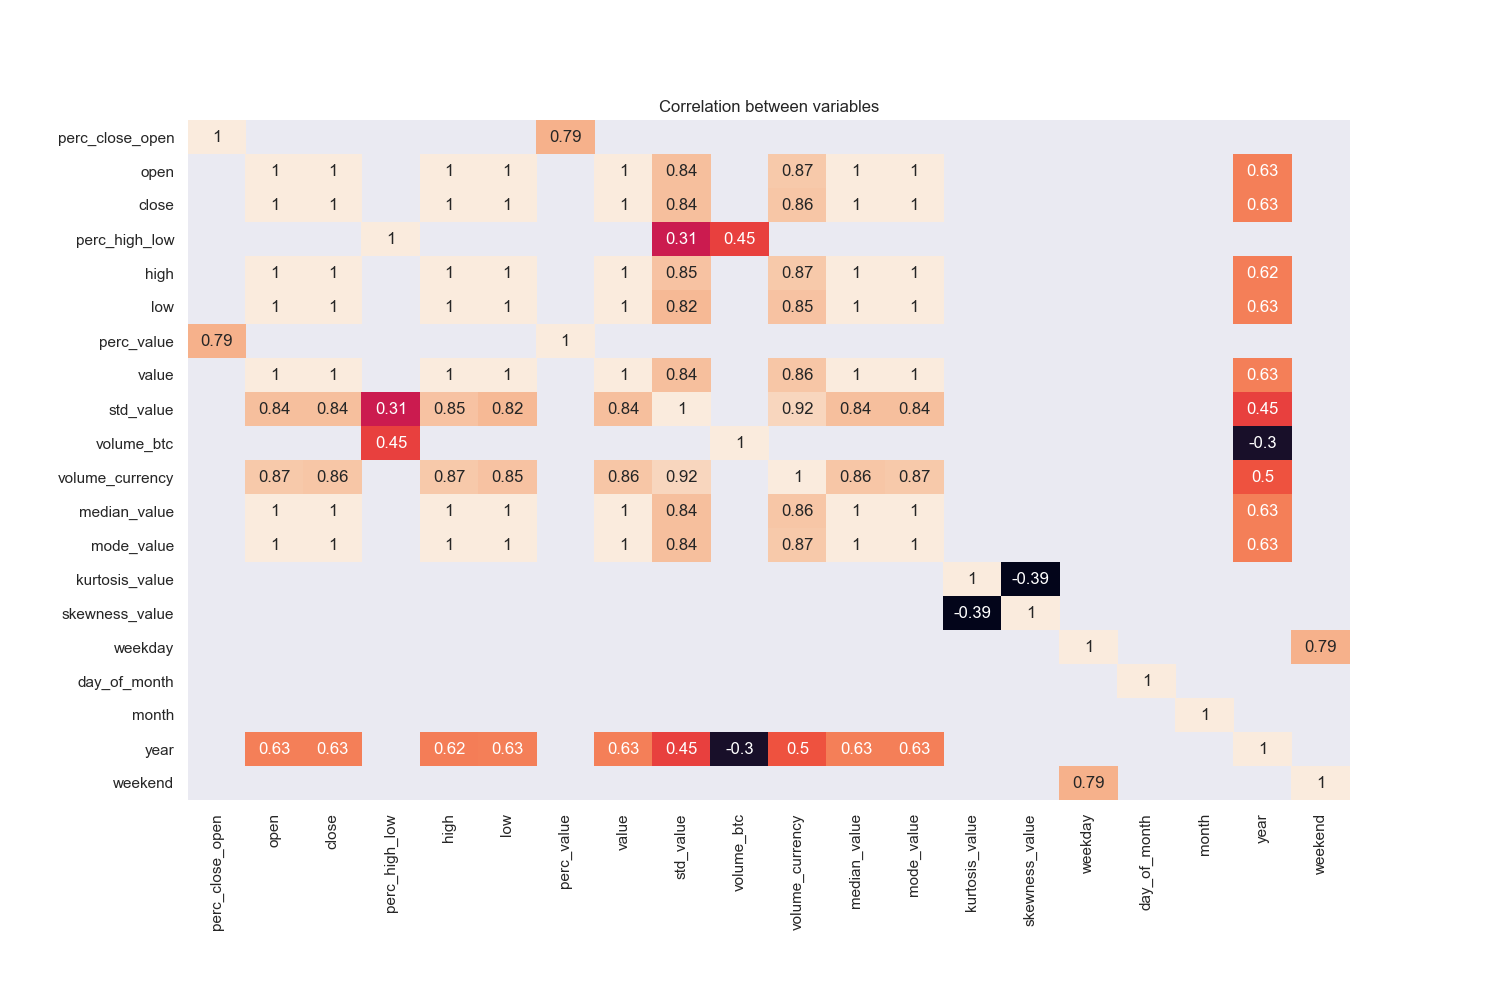 Correlation between variables
perc_close_open 1 0.79
open 1 1 1 1 1 0.84 0.87 1 1 0.63
close 1 1 1 1 1 0.84 0.86 1 1 0.63
perc_high_low 1 0.31 0.45
high 1 1 1 1 1 0.85 0.87 1 1 0.62
low 1 1 1 1 1 0.82 0.85 1 1 0.63
perc_value 0.79 1
value 1 1 1 1 1 0.84 0.86 1 1 0.63
std_value 0.84 0.84 0.31 0.85 0.82 0.84 1 0.92 0.84 0.84 0.45
volume_btc 0.45 1 -0.3
volume_currency 0.87 0.86 0.87 0.85 0.86 0.92 1 0.86 0.87 0.5
median_value 1 1 1 1 1 0.84 0.86 1 1 0.63
mode_value 1 1 1 1 1 0.84 0.87 1 1 0.63
kurtosis_value 1 -0.39
skewness_value -0.39 1
weekday 1 0.79
day_of_month 1
month 1
year 0.63 0.63 0.62 0.63 0.63 0.45 -0.3 0.5 0.63 0.63 1
weekend 0.79 1
perc_close_open
open
close
perc_high_low
high
low
perc_value
value
std_value
volume_btc
volume_currency
median_value
mode_value
kurtosis_value
skewness_value
weekday
day_of_month
month
year
weekend